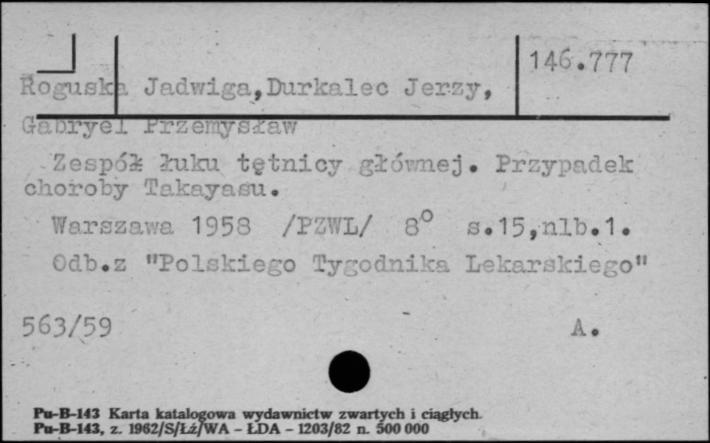 146.777
Roguska Jadwiga, Durkalec Jerzy,
Gabryel Przemysław
Zespół łuku tętnicy głównej. Przypadek
choroby Takayasu.
Warszawa 1958 /PZWL/ 8° s.15,nlb.1.
Odb.z "Polskiego Tygodnika Lekarskiego"
563/59 A.
Pu-B-143 Karta katalogowa wydawnictw zwartych i ciągłych.
Pu-B-143, z. 1962/S/Łź/WA - ŁDA - 1203/82 n. 500 000